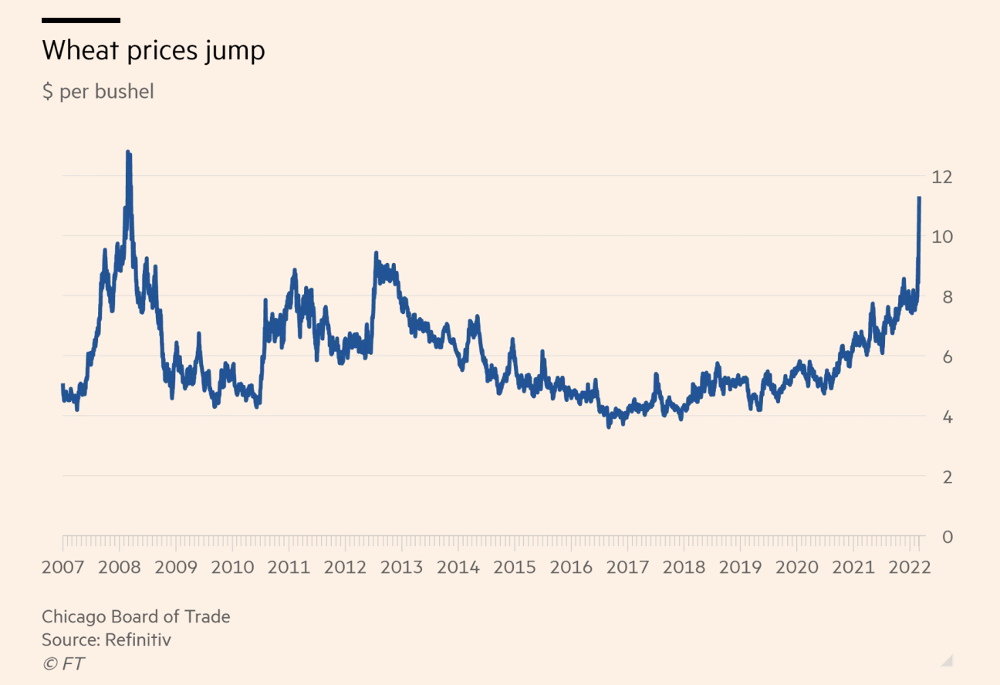 Wheat prices jump
$ per bushel
12
10
8
6
4
2
0
2007 2008 2009 2010 2011 2012 2013 2014 2015 2016 2017 2018 2019 2020 2021 2022
Chicago Board of Trade
Source: Refinitiv
© FT